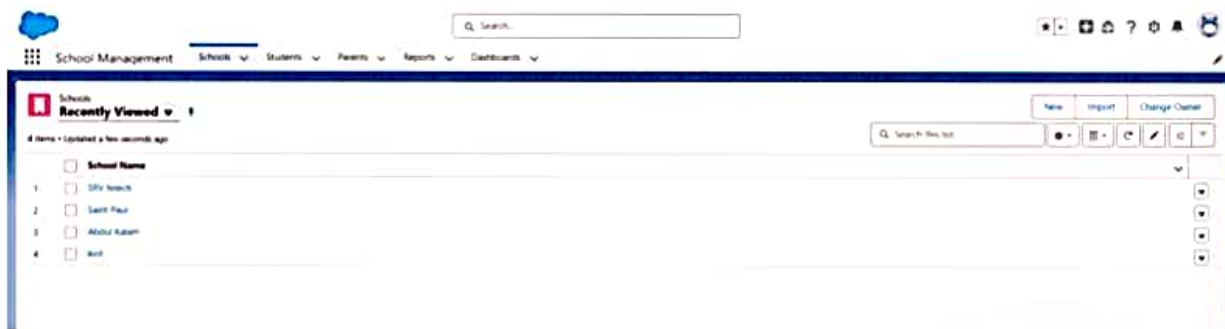 Search...
School Management Schools Students Parents Reports Dashboards
Schools
Recently Viewed
New Import Change Owner
4 items • Updated a few seconds ago
Search this list
School Name
1
2 Saint Paul
3 Abdul Kalam
4